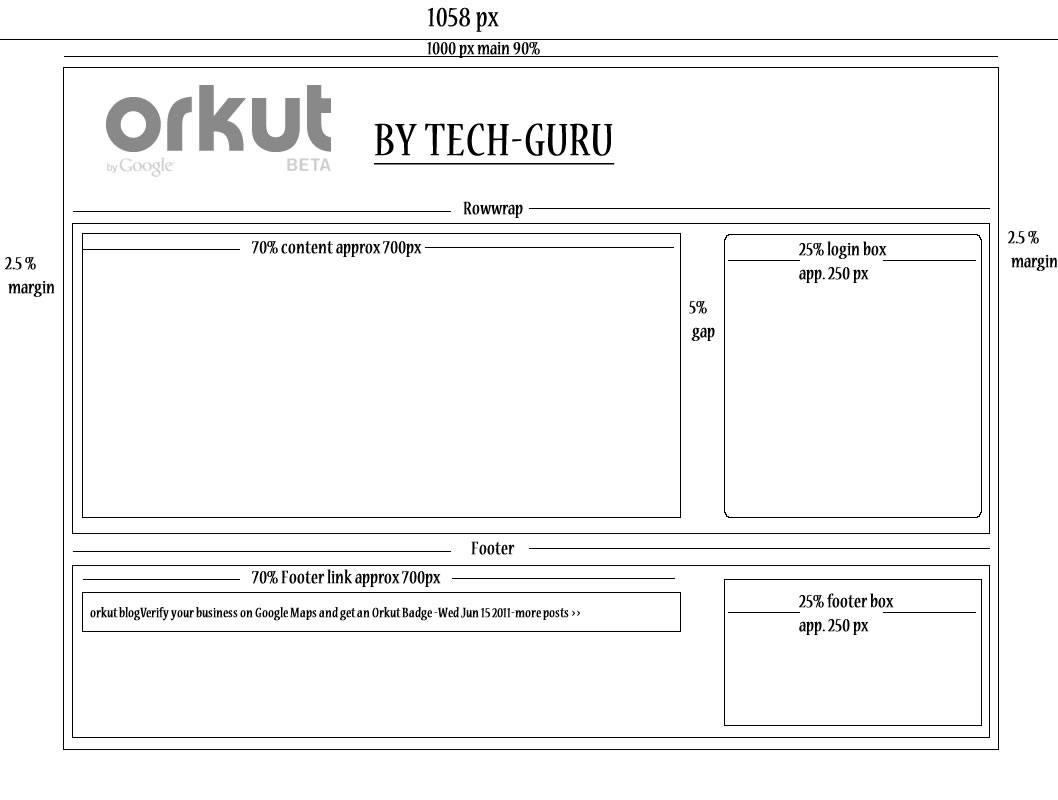 1058 px
1000 px main 90%
orkut
by Google BETA
BY TECH-GURU
Rowwrap
70% content approx 700px
25% login box
app. 250 px
2.5 %
margin
5%
gap
2.5 %
margin
Footer
70% Footer link approx 700px
orkut blogVerify your business on Google Maps and get an Orkut Badge -Wed Jun 15 2011-more posts >>
25% footer box
app. 250 px